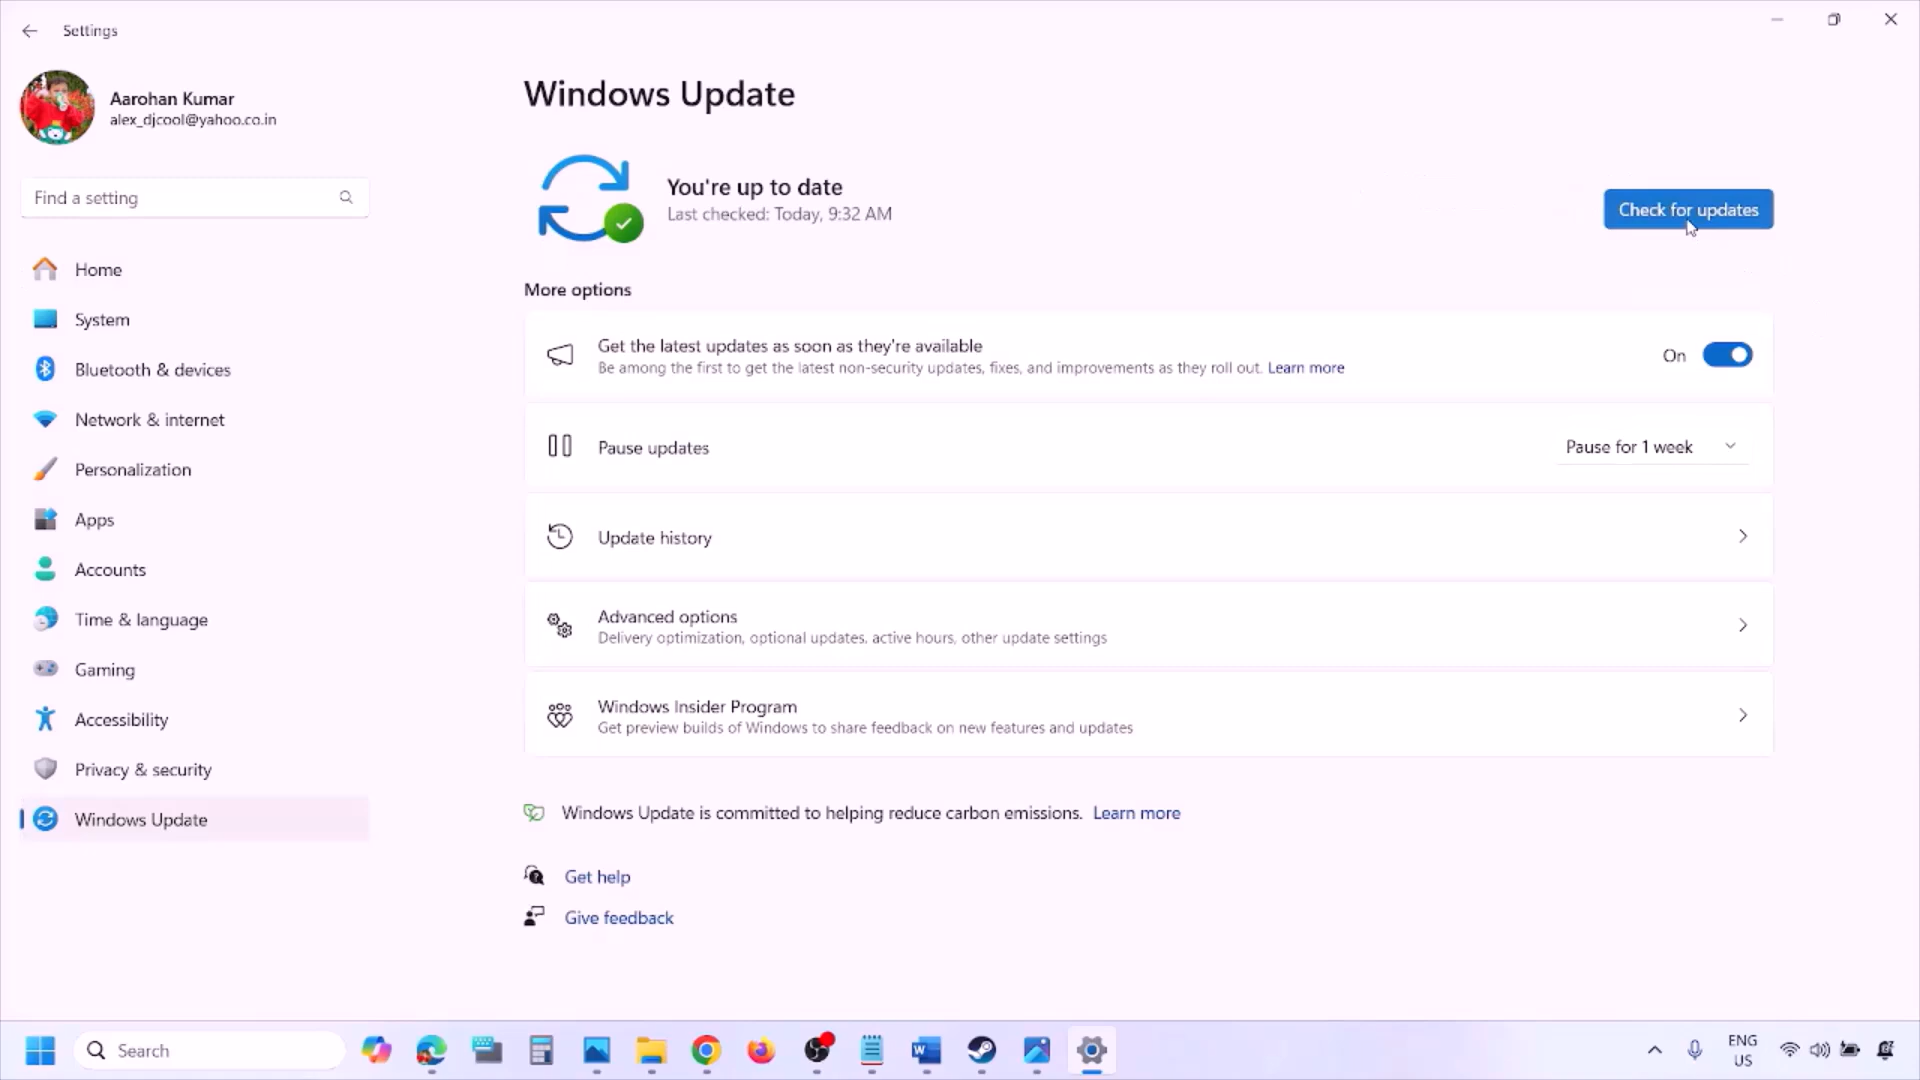 Settings
Aarohan Kumar
alex_djcool@yahoo.co.in
Find a setting
Home
System
Bluetooth & devices
Network & internet
Personalization
Apps
Accounts
Time & language
Gaming
Accessibility
Privacy & security
Windows Update
Windows Update
You're up to date
Last checked: Today, 9:32 AM
Check for updates
More options
Get the latest updates as soon as they're available
Be among the first to get the latest non-security updates, fixes, and improvements as they roll out. Learn more
On
Pause updates
Pause for 1 week
Update history
Advanced options
Delivery optimization, optional updates, active hours, other update settings
Windows Insider Program
Get preview builds of Windows to share feedback on new features and updates
Windows Update is committed to helping reduce carbon emissions. Learn more
Get help
Give feedback
Search
ENG
US